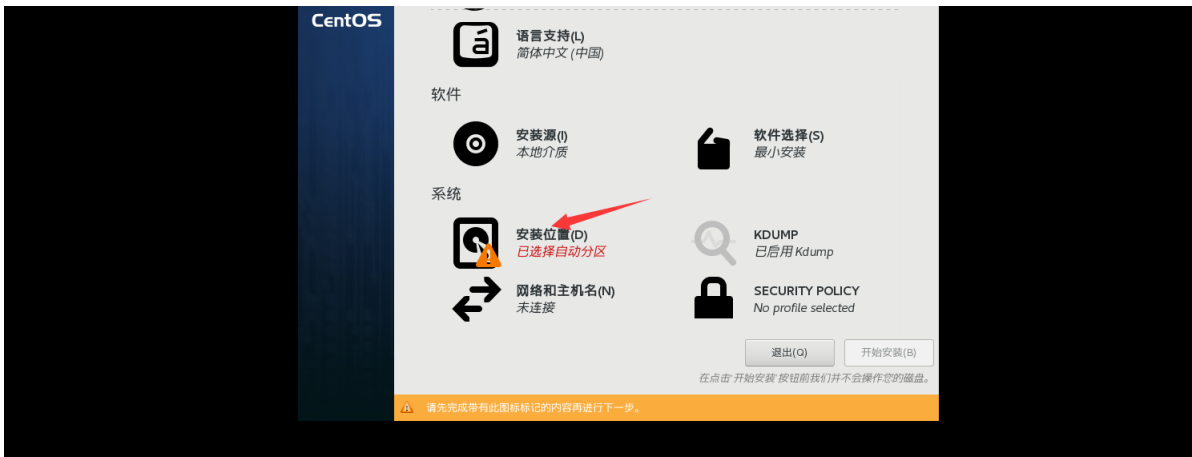 CentOS
语言支持(L)
简体中文 (中国)
软件
安装源(I)
本地介质
软件选择(S)
最小安装
系统
安装位置(D)
已选择自动分区
KDUMP
已启用 Kdump
网络和主机名(N)
未连接
SECURITY POLICY
No profile selected
退出(Q)
开始安装(B)
在点击'开始安装'按钮前我们并不会操作您的磁盘。
请先完成带有此图标标记的内容再进行下一步。